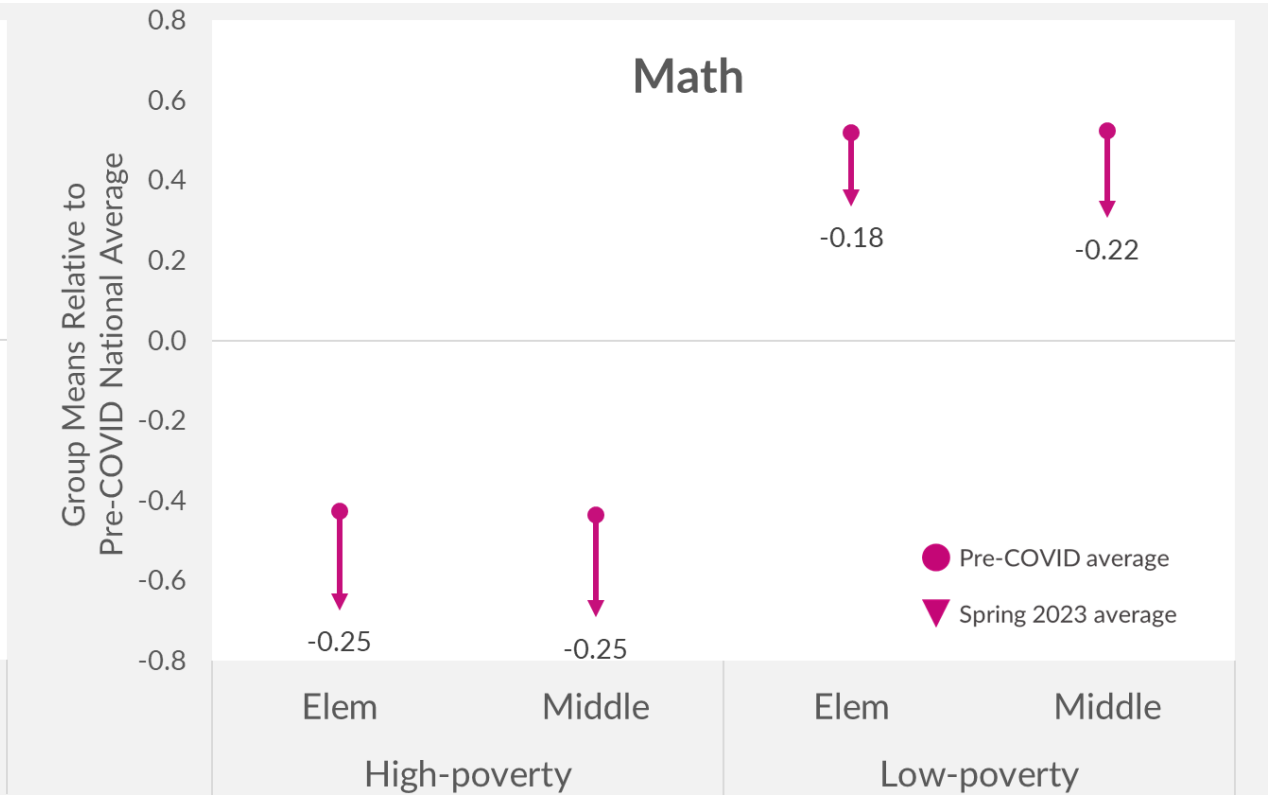 Math
Group Means Relative to
Pre-COVID National Average
0.8
0.6
0.4
0.2
0.0
-0.2
-0.4
-0.6
-0.8
-0.18
-0.22
-0.25
-0.25
Pre-COVID average
Spring 2023 average
Elem
Middle
Elem
Middle
High-poverty
Low-poverty